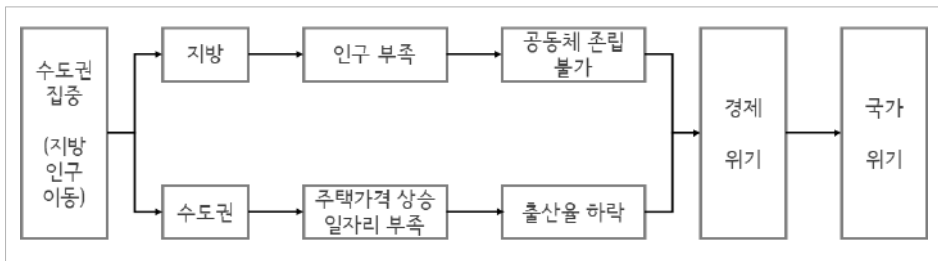 수도권
집중
(지방
인구
이동)
지방
인구 부족
공동체 존립
불가
수도권
주택가격 상승
일자리 부족
출산율 하락
경제
위기
국가
위기